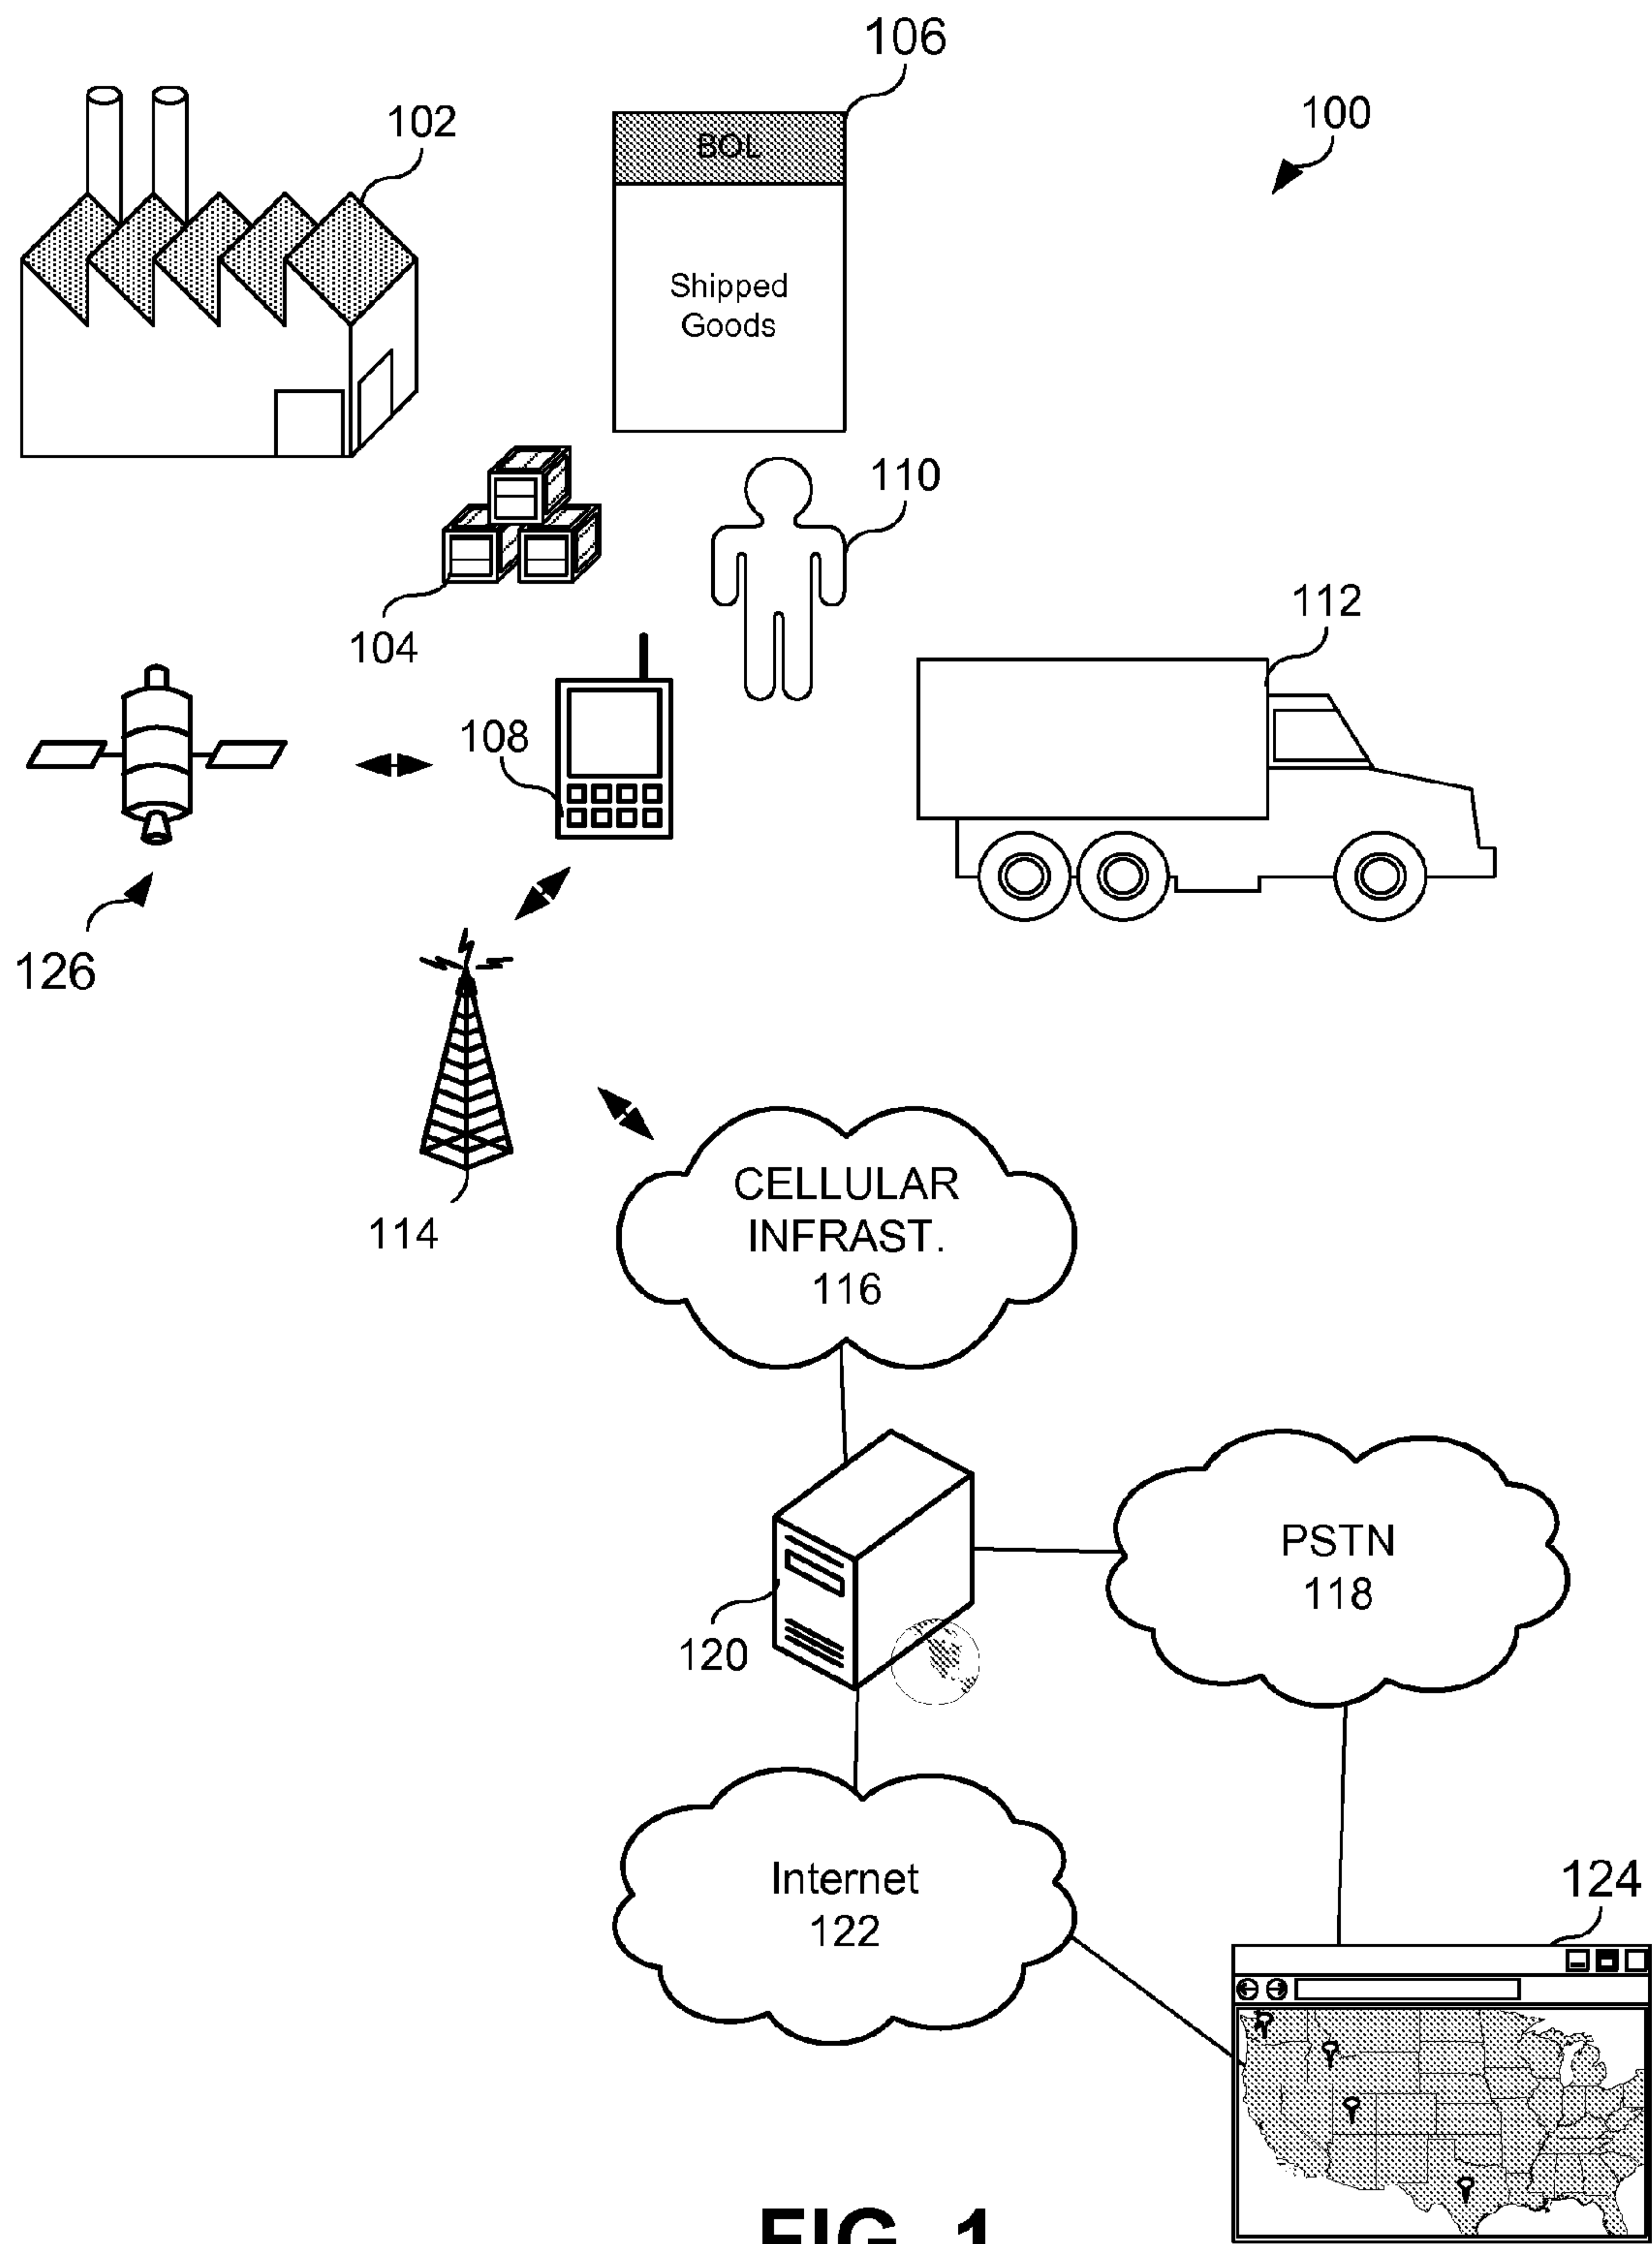 106
100
102
BOL
Shipped
Goods
110
112
104
108
126
114
CELLULAR
INFRAST.
116
PSTN
118
120
Internet
122
124
FIG. 1